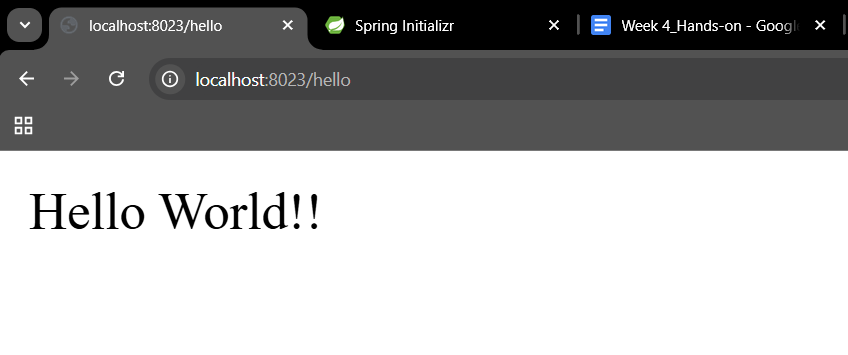 localhost:8023/hello
Spring Initializr
Week 4_Hands-on - Googl
localhost:8023/hello
Hello World!!